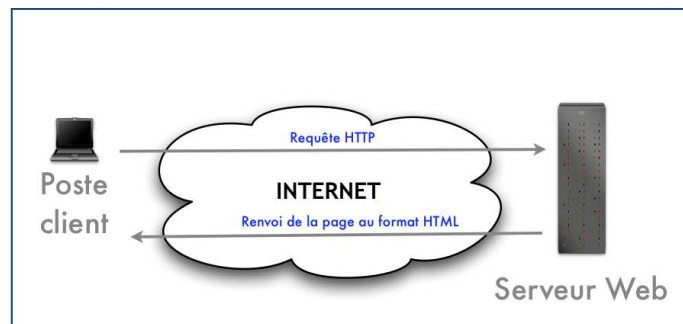 Requête HTTP
Poste
client
INTERNET
Renvoi de la page au format HTML
Serveur Web